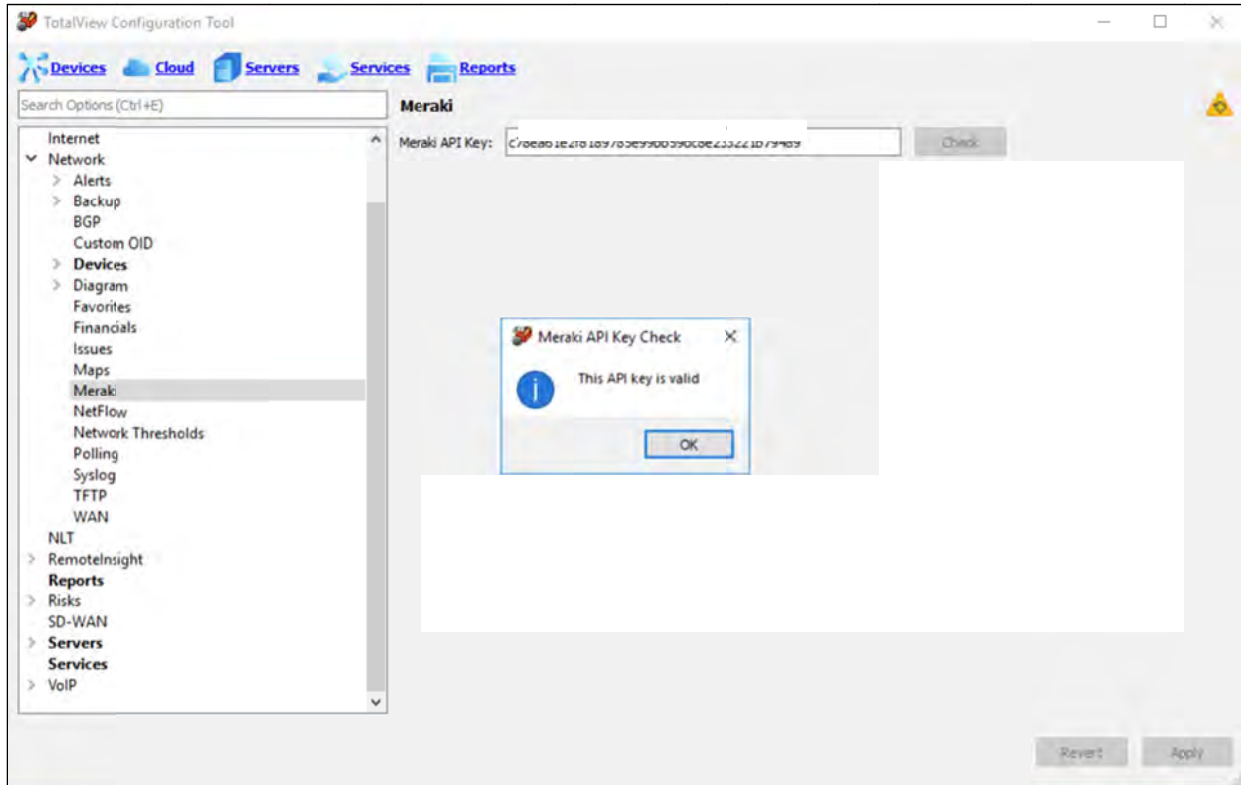 TotalView Configuration Tool
Devices Cloud Servers Services Reports
Search Options (Ctrl+E)
Meraki
Meraki API Key:
Check
Internet
Network
Alerts
Backup
BGP
Custom OID
Devices
Diagram
Favorites
Financials
Issues
Maps
Meraki
NetFlow
Network Thresholds
Polling
Syslog
TFTP
WAN
NLT
RemoteInsight
Reports
Risks
SD-WAN
Servers
Services
VoIP
Meraki API Key Check
This API key is valid
OK
Revert Apply